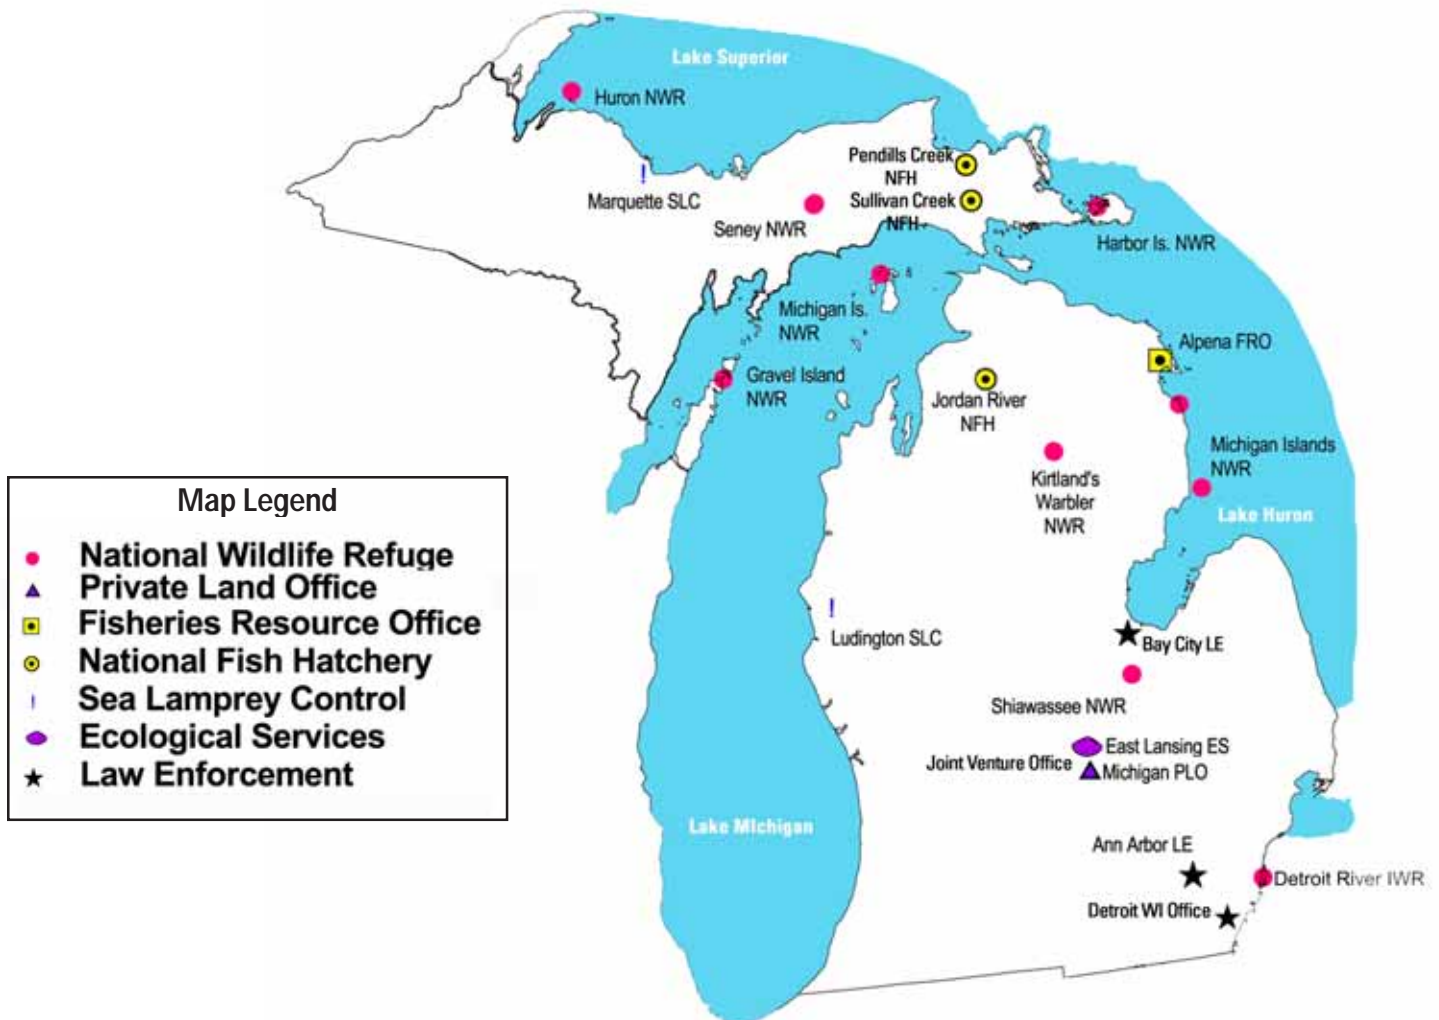 Lake Superior
Huron NWR
Pendills Creek
NFH
Marquette SLC
Sullivan Creek
NFH
Seney NWR
Harbor Is. NWR
Michigan Is.
NWR
Alpena FRO
Gravel Island
NWR
Jordan River
NFH
Michigan Islands
NWR
Kirtland's
Warbler
NWR
Lake Huron
Map Legend
National Wildlife Refuge
Private Land Office
Fisheries Resource Office
National Fish Hatchery
Sea Lamprey Control
Ecological Services
Law Enforcement
Ludington SLC
Bay City LE
Shiawassee NWR
East Lansing ES
Joint Venture Office
Michigan PLO
Lake MIchigan
Ann Arbor LE
Detroit River IWR
Detroit WI Office